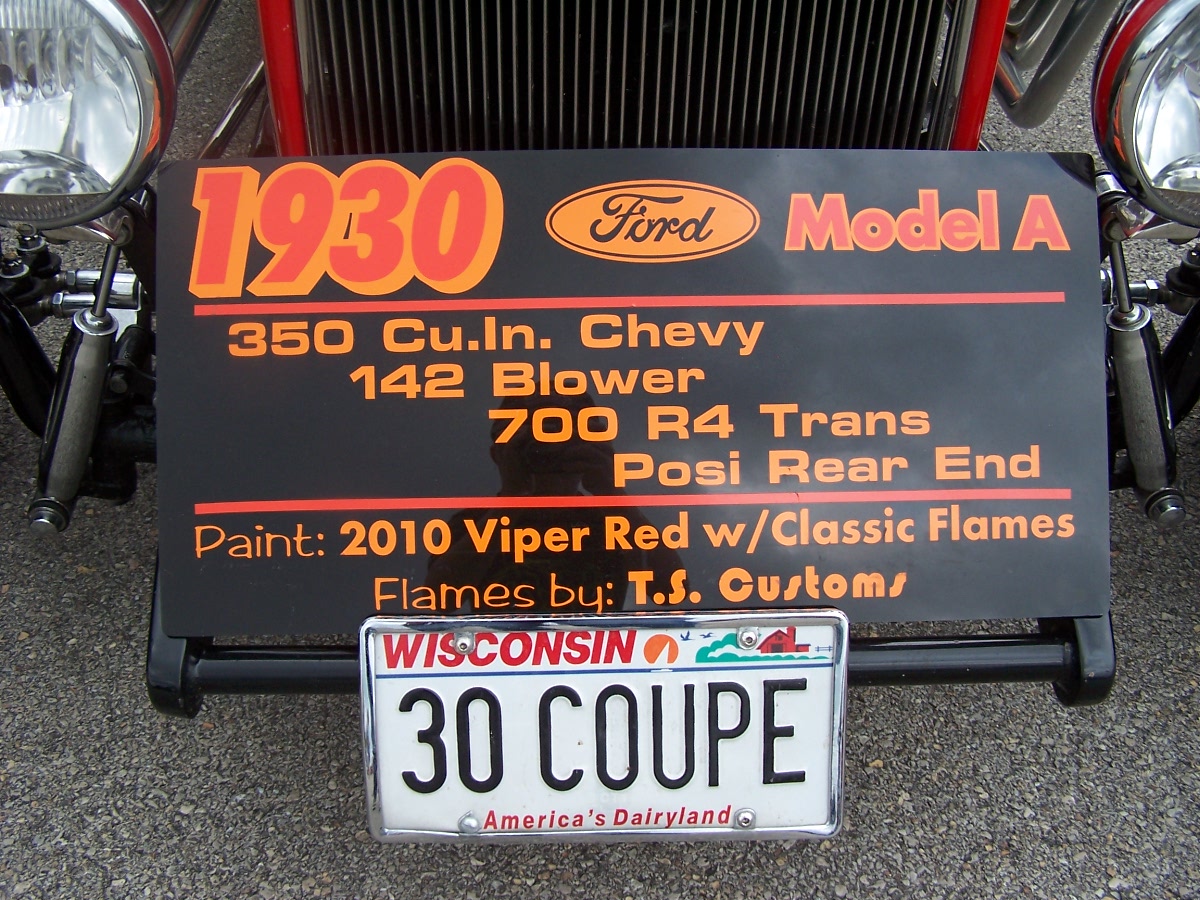 1930 Ford Model A
350 Cu.In. Chevy
142 Blower
700 R4 Trans
Posi Rear End
Paint: 2010 Viper Red w/Classic Flames
Flames by: T.S. Customs
WISCONSIN
30 COUPE
America's Dairyland